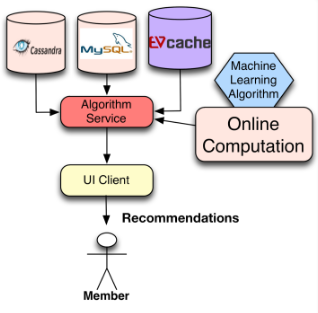 Cassandra
MySQL
EVcache
Machine
Learning
Algorithm
Algorithm
Service
Online
Computation
UI Client
Recommendations
Member